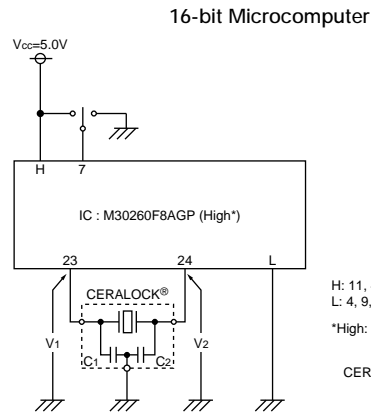 16-bit Microcomputer
Vcc=5.0V
H 7
IC : M30260F8AGP (High*)
23 24 L
CERALOCK®
H: 11,
L: 4, 9,
*High:
V1 C1 C2 V2
CER